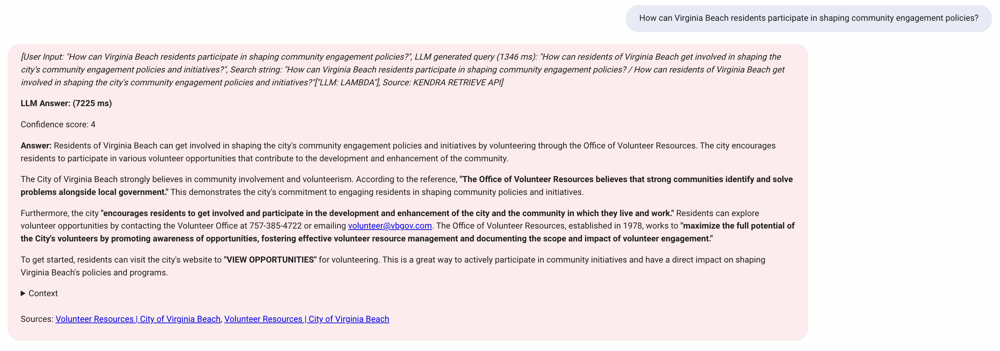 How can Virginia Beach residents participate in shaping community engagement policies?
[User Input: "How can Virginia Beach residents participate in shaping community engagement policies?", LLM generated query (1346 ms): "How can residents of Virginia Beach get involved in shaping the
city's community engagement policies and initiatives?", Search string: "How can Virginia Beach residents participate in shaping community engagement policies? / How can residents of Virginia Beach get
involved in shaping the city's community engagement policies and initiatives?"["LLM: LAMBDA"], Source: KENDRA RETRIEVE API]
LLM Answer: (7225 ms)
Confidence score: 4
Answer: Residents of Virginia Beach can get involved in shaping the city's community engagement policies and initiatives by volunteering through the Office of Volunteer Resources. The city encourages
residents to participate in various volunteer opportunities that contribute to the development and enhancement of the community.
The City of Virginia Beach strongly believes in community involvement and volunteerism. According to the reference, "The Office of Volunteer Resources believes that strong communities identify and solve
problems alongside local government." This demonstrates the city's commitment to engaging residents in shaping community policies and initiatives.
Furthermore, the city "encourages residents to get involved and participate in the development and enhancement of the city and the community in which they live and work." Residents can explore
volunteer opportunities by contacting the Volunteer Office at 757-385-4722 or emailing volunteer@vbgov.com. The Office of Volunteer Resources, established in 1978, works to "maximize the full potential of
the City's volunteers by promoting awareness of opportunities, fostering effective volunteer resource management and documenting the scope and impact of volunteer engagement."
To get started, residents can visit the city's website to "VIEW OPPORTUNITIES" for volunteering. This is a great way to actively participate in community initiatives and have a direct impact on shaping
Virginia Beach's policies and programs.
▶ Context
Sources: Volunteer Resources | City of Virginia Beach, Volunteer Resources | City of Virginia Beach